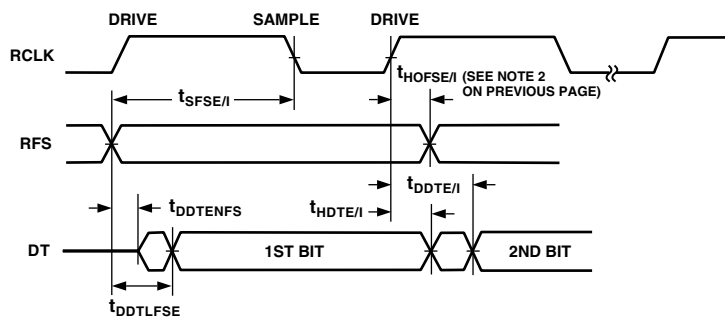 DRIVE SAMPLE DRIVE
RCLK
tHOFSE/I (SEE NOTE 2
ON PREVIOUS PAGE)
tSFSE/I
RFS
tDDTE/I
tDDTENFS
tHDTE/I
DT 1ST BIT 2ND BIT
tDDTLFSE